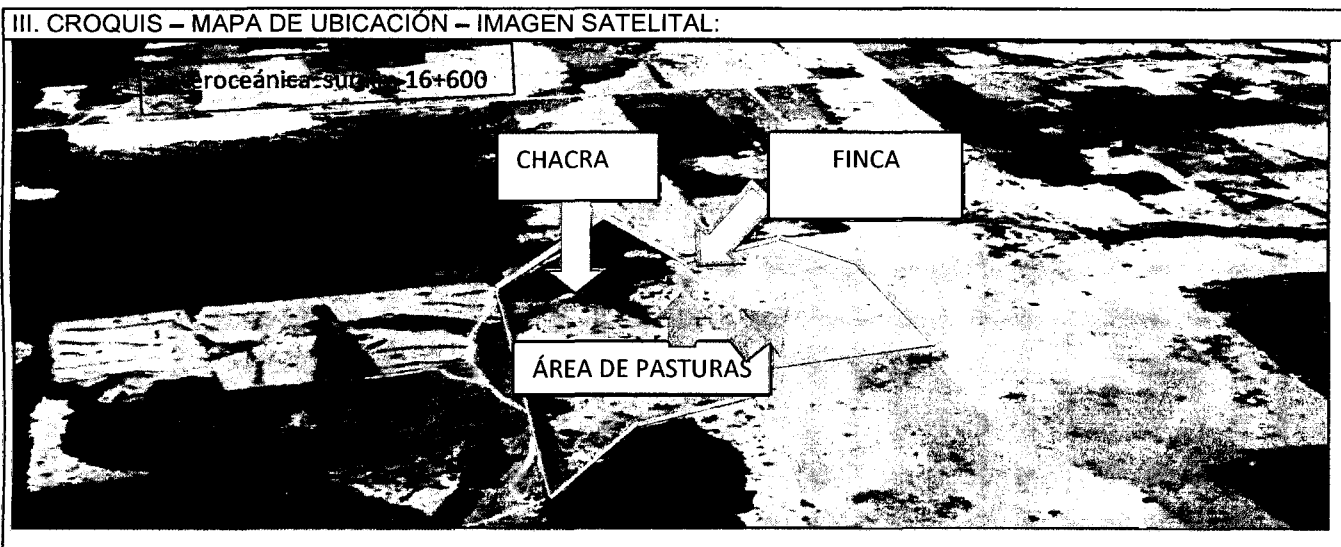 III. CROQUIS – MAPA DE UBICACIÓN – IMAGEN SATELITAL:
16+600
CHACRA
FINCA
ÁREA DE PASTURAS